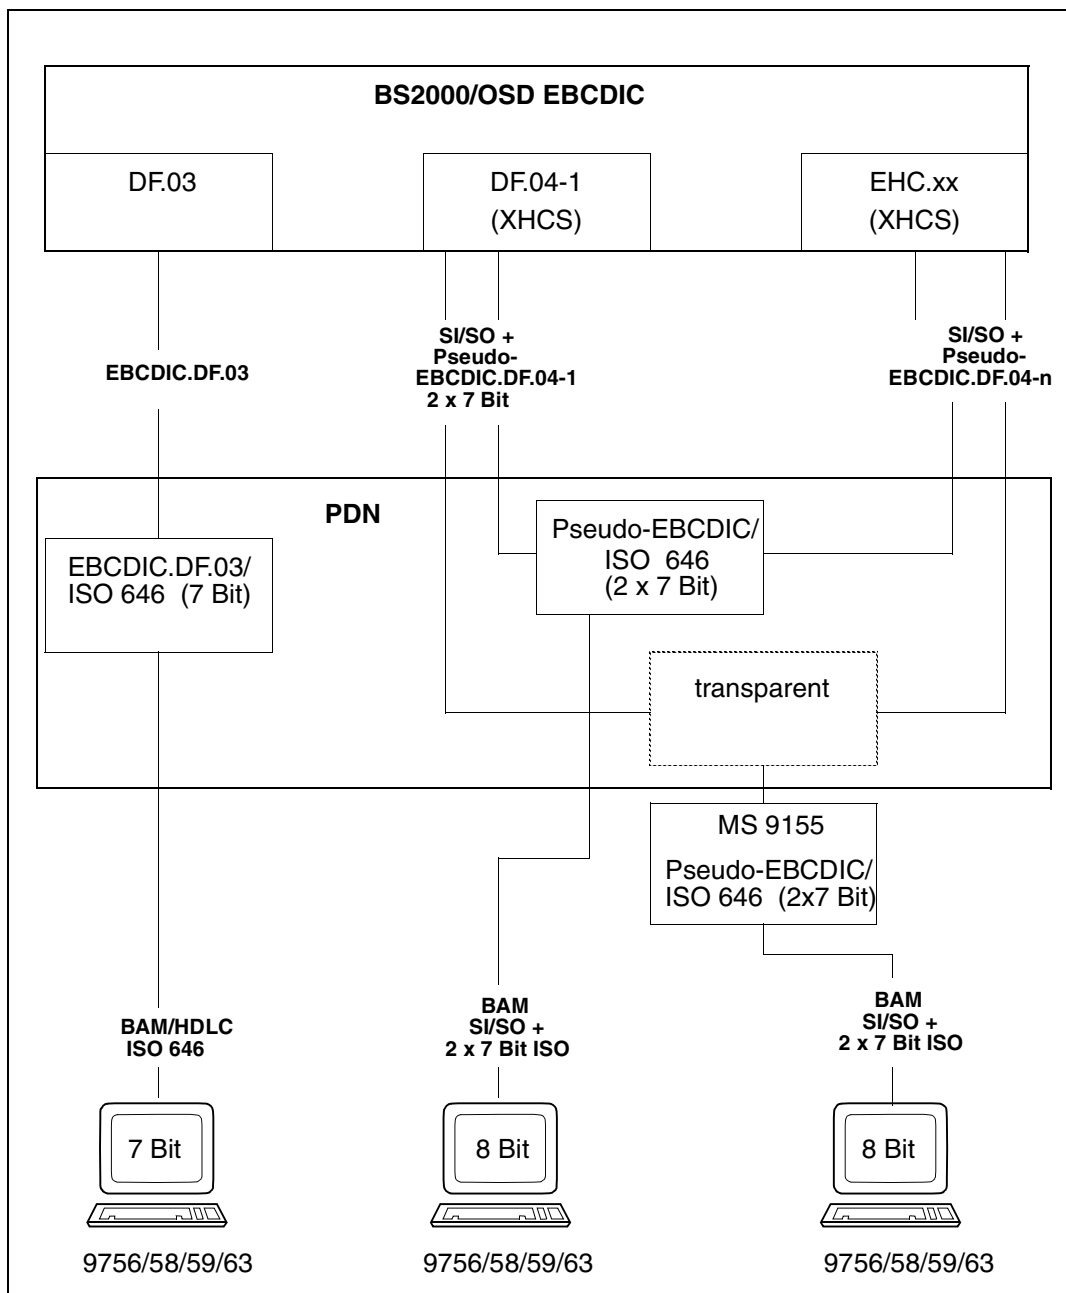 BS2000/OSD EBCDIC
DF.03
DF.04-1
(XHCS)
EHC.xx
(XHCS)
EBCDIC.DF.03
SI/SO +
Pseudo-
EBCDIC.DF.04-1
2 x 7 Bit
SI/SO +
Pseudo-
EBCDIC.DF.04-n
PDN
EBCDIC.DF.03/
ISO 646 (7 Bit)
Pseudo-EBCDIC/
ISO 646
(2 x 7 Bit)
transparent
MS 9155
Pseudo-EBCDIC/
ISO 646 (2x7 Bit)
BAM/HDLC
ISO 646
BAM
SI/SO +
2 x 7 Bit ISO
BAM
SI/SO +
2 x 7 Bit ISO
7 Bit
8 Bit
8 Bit
9756/58/59/63
9756/58/59/63
9756/58/59/63